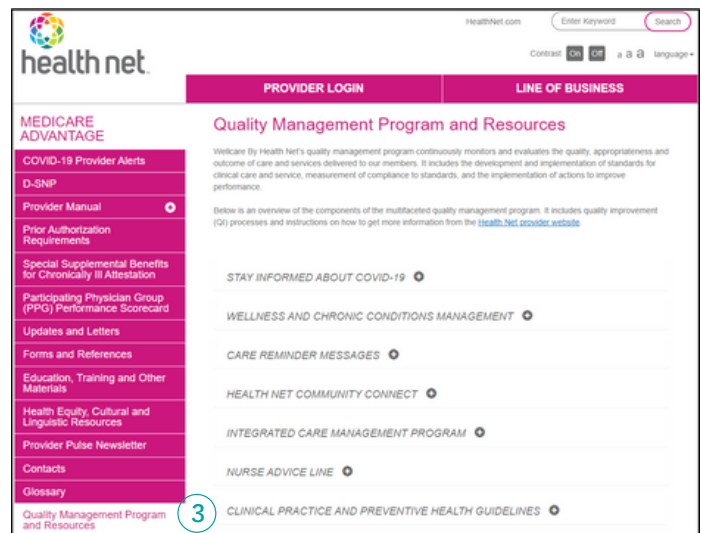 HealthNet.com
Enter Keyword
Search
health net.
Contrast On Off a a a language
PROVIDER LOGIN
LINE OF BUSINESS
MEDICARE
ADVANTAGE
COVID-19 Provider Alerts
D-SNP
Provider Manual
Prior Authorization
Requirements
Special Supplemental Benefits
for Chronically Ill Attestation
Participating Physician Group
(PPG) Performance Scorecard
Updates and Letters
Forms and References
Education, Training and Other
Materials
Health Equity, Cultural and
Linguistic Resources
Provider Pulse Newsletter
Contacts
Glossary
Quality Management Program
and Resources
3
Quality Management Program and Resources
Wellcare By Health Net's quality management program continuously monitors and evaluates the quality, appropriateness and
outcome of care and services delivered to our members. It includes the development and implementation of standards for
clinical care and service, measurement of compliance to standards, and the implementation of actions to improve
performance.
Below is an overview of the components of the multifaceted quality management program. It includes quality improvement
(QI) processes and instructions on how to get more information from the Health Net provider website.
STAY INFORMED ABOUT COVID-19
WELLNESS AND CHRONIC CONDITIONS MANAGEMENT
CARE REMINDER MESSAGES
HEALTH NET COMMUNITY CONNECT
INTEGRATED CARE MANAGEMENT PROGRAM
NURSE ADVICE LINE
CLINICAL PRACTICE AND PREVENTIVE HEALTH GUIDELINES